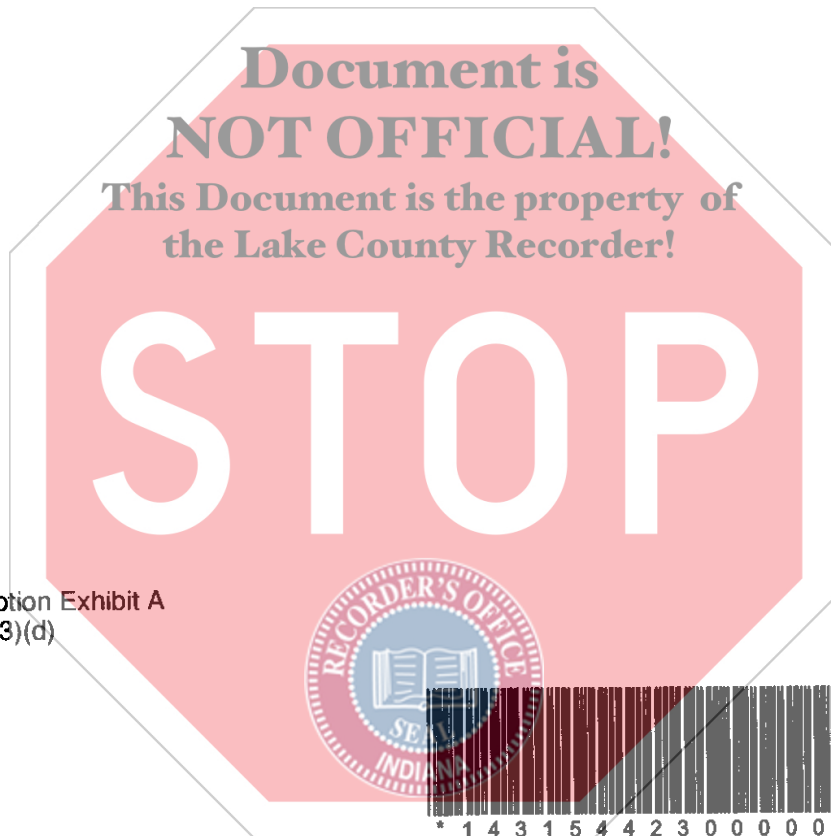 Document is
NOT OFFICIAL!
This Document is the property of
the Lake County Recorder!
STOP
ption Exhibit A
3)(d)
RECORDER'S OFFICE
SEAL
INDIANA
* 1 4 3 1 5 4 4 2 3 0 0 0 0 0